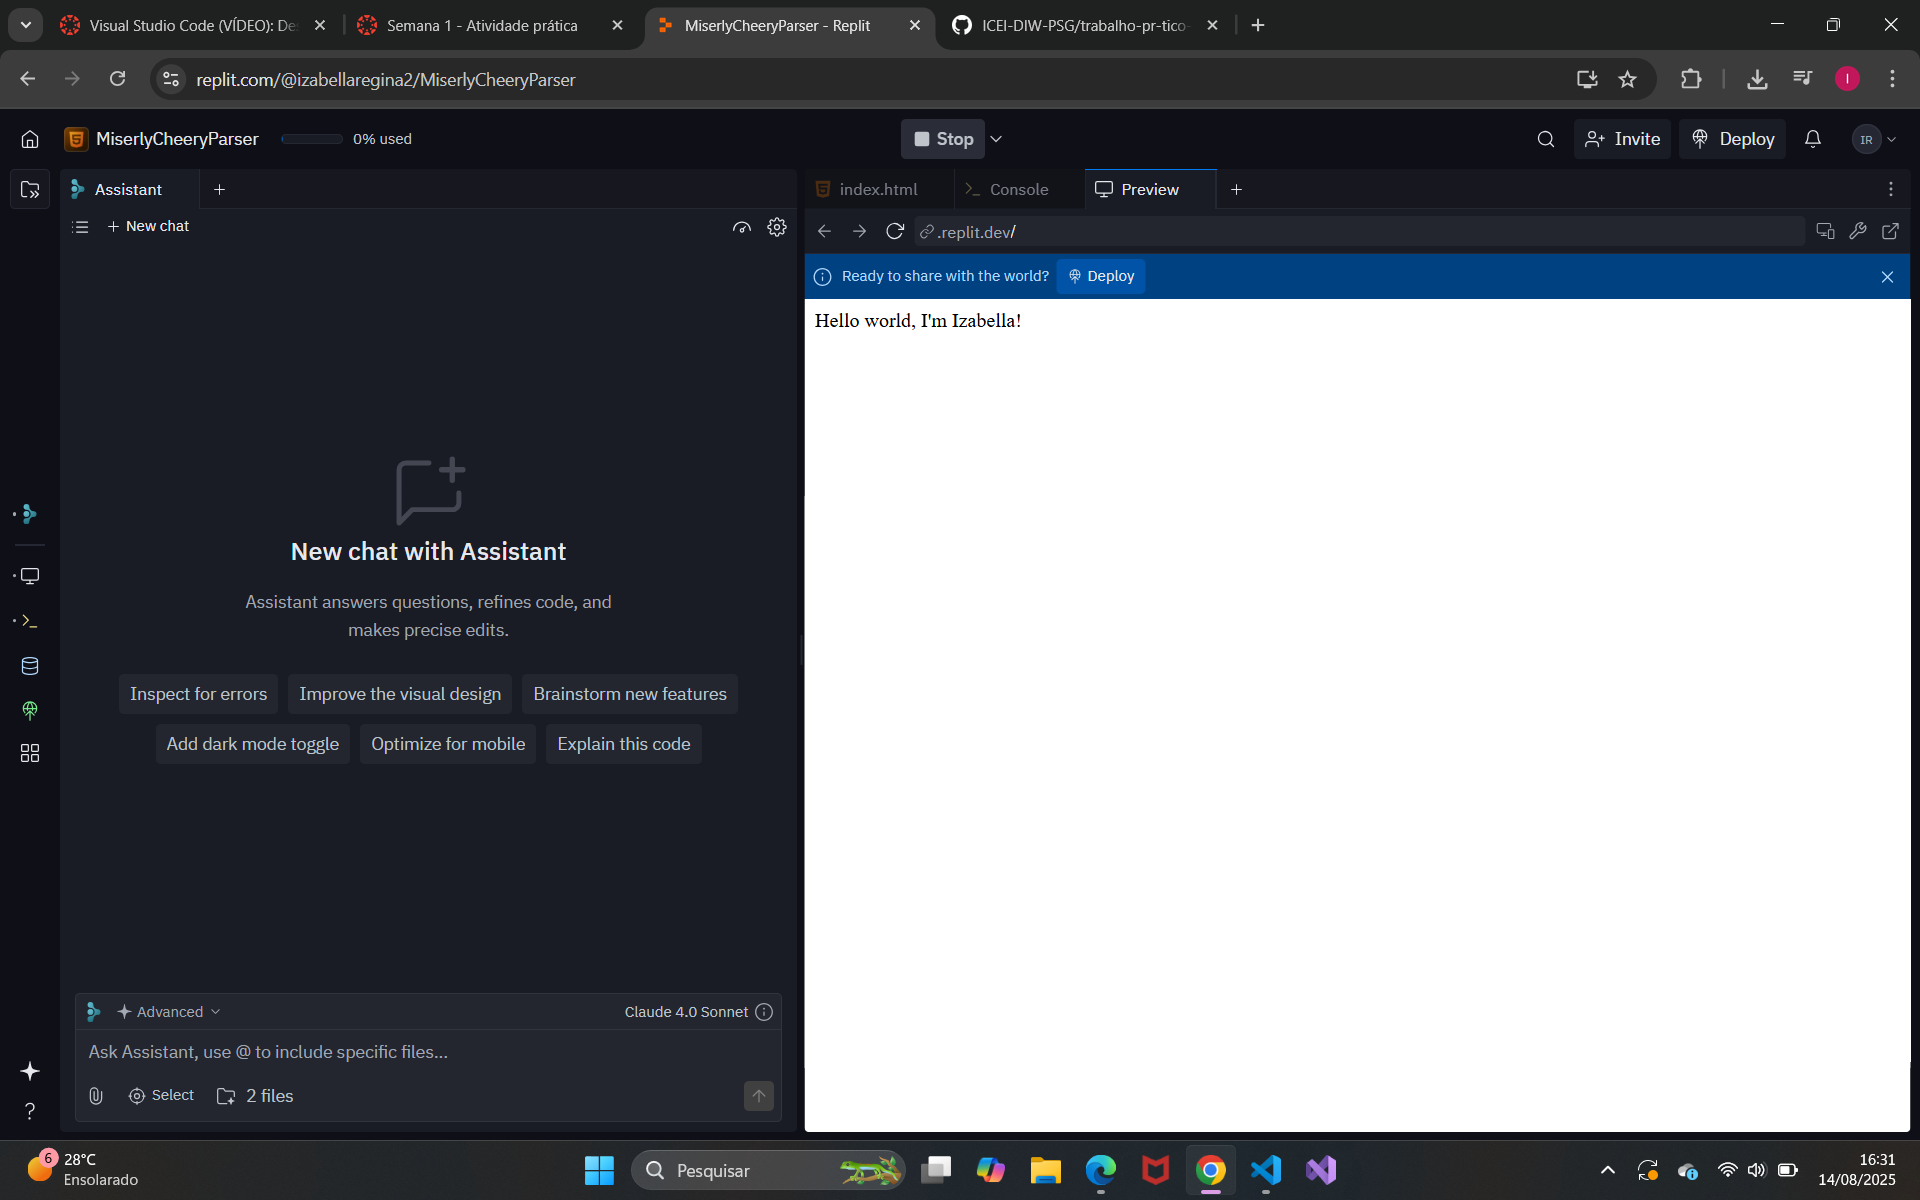 Visual Studio Code (VÍDEO): De
Semana 1 - Atividade prática
MiserlyCheeryParser - Replit
ICEI-DIW-PSG/trabalho-pr-tico-
replit.com/@izabellaregina2/MiserlyCheeryParser
I
MiserlyCheeryParser
0% used
Stop
Invite
Deploy
IR
Assistant
index.html
Console
Preview
New chat
.replit.dev/
Ready to share with the world?
Deploy
Hello world, I'm Izabella!
New chat with Assistant
Assistant answers questions, refines code, and
makes precise edits.
Inspect for errors
Improve the visual design
Brainstorm new features
Add dark mode toggle
Optimize for mobile
Explain this code
Advanced
Claude 4.0 Sonnet
Ask Assistant, use @ to include specific files...
Select
2 files
6
28°C
Ensolarado
Pesquisar
16:31
14/08/2025